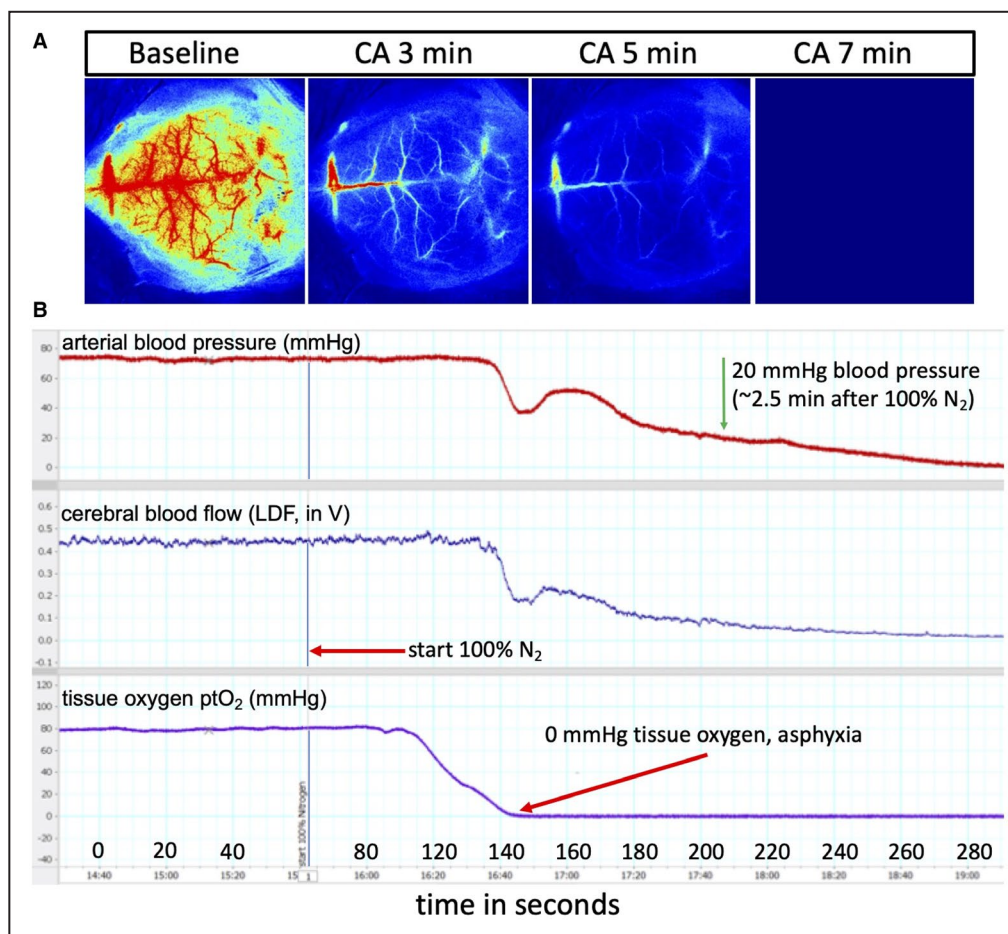 A
Baseline CA 3 min CA 5 min CA 7 min
B
arterial blood pressure (mmHg)
80
60
40
20
0
20 mmHg blood pressure
(~2.5 min after 100% N₂)
cerebral blood flow (LDF, in V)
0.6
0.5
0.4
0.3
0.2
0.1
0.0
-0.1
start 100% N₂
tissue oxygen ptO₂ (mmHg)
120
100
80
60
40
20
0
-20
-40
0 mmHg tissue oxygen, asphyxia
start 100% Nitrogen
0 20 40 80 120 140 160 180 200 220 240 260 280
14:40 15:00 15:20 15 1 16:00 16:20 16:40 17:00 17:20 17:40 18:00 18:20 18:40 19:00
time in seconds